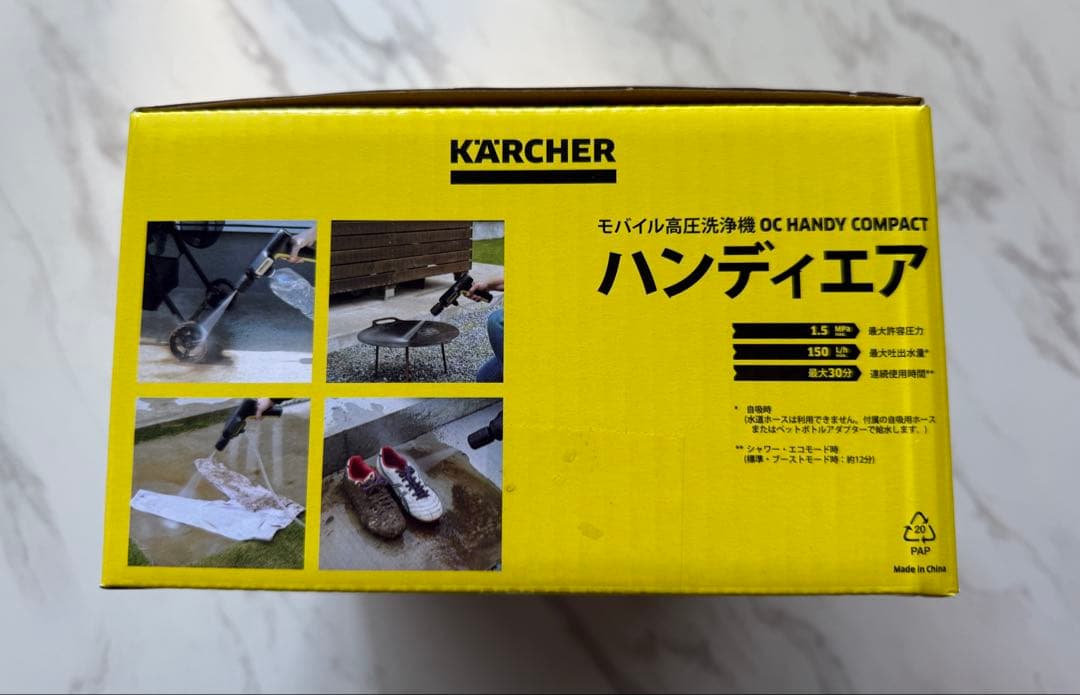 KÄRCHER
モバイル高圧洗浄機 OC HANDY COMPACT
ハンディエア
1.5 MPa max. 最大許容圧力
150 L/h max. 最大吐出水量*
最大30分 連続使用時間**
* 自吸時
(水道ホースは利用できません。付属の自吸用ホース
またはペットボトルアダプターで給水します。)
** シャワー・エコモード時
(標準・ブーストモード時：約12分)
20
PAP
Made in China